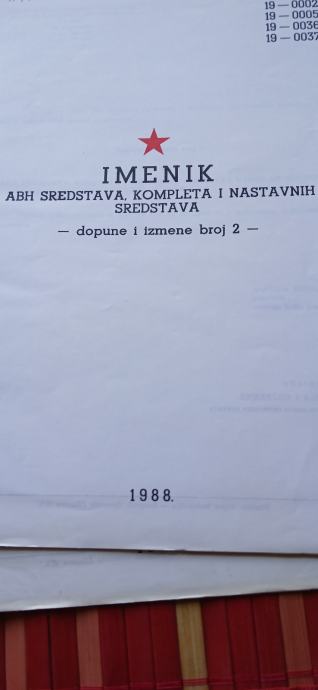 19 — 0002
19 — 0005
19 — 0036
19 — 0037
IMENIK
ABH SREDSTAVA, KOMPLETA I NASTAVNIH
SREDSTAVA
— dopune i izmene broj 2 —
1988.